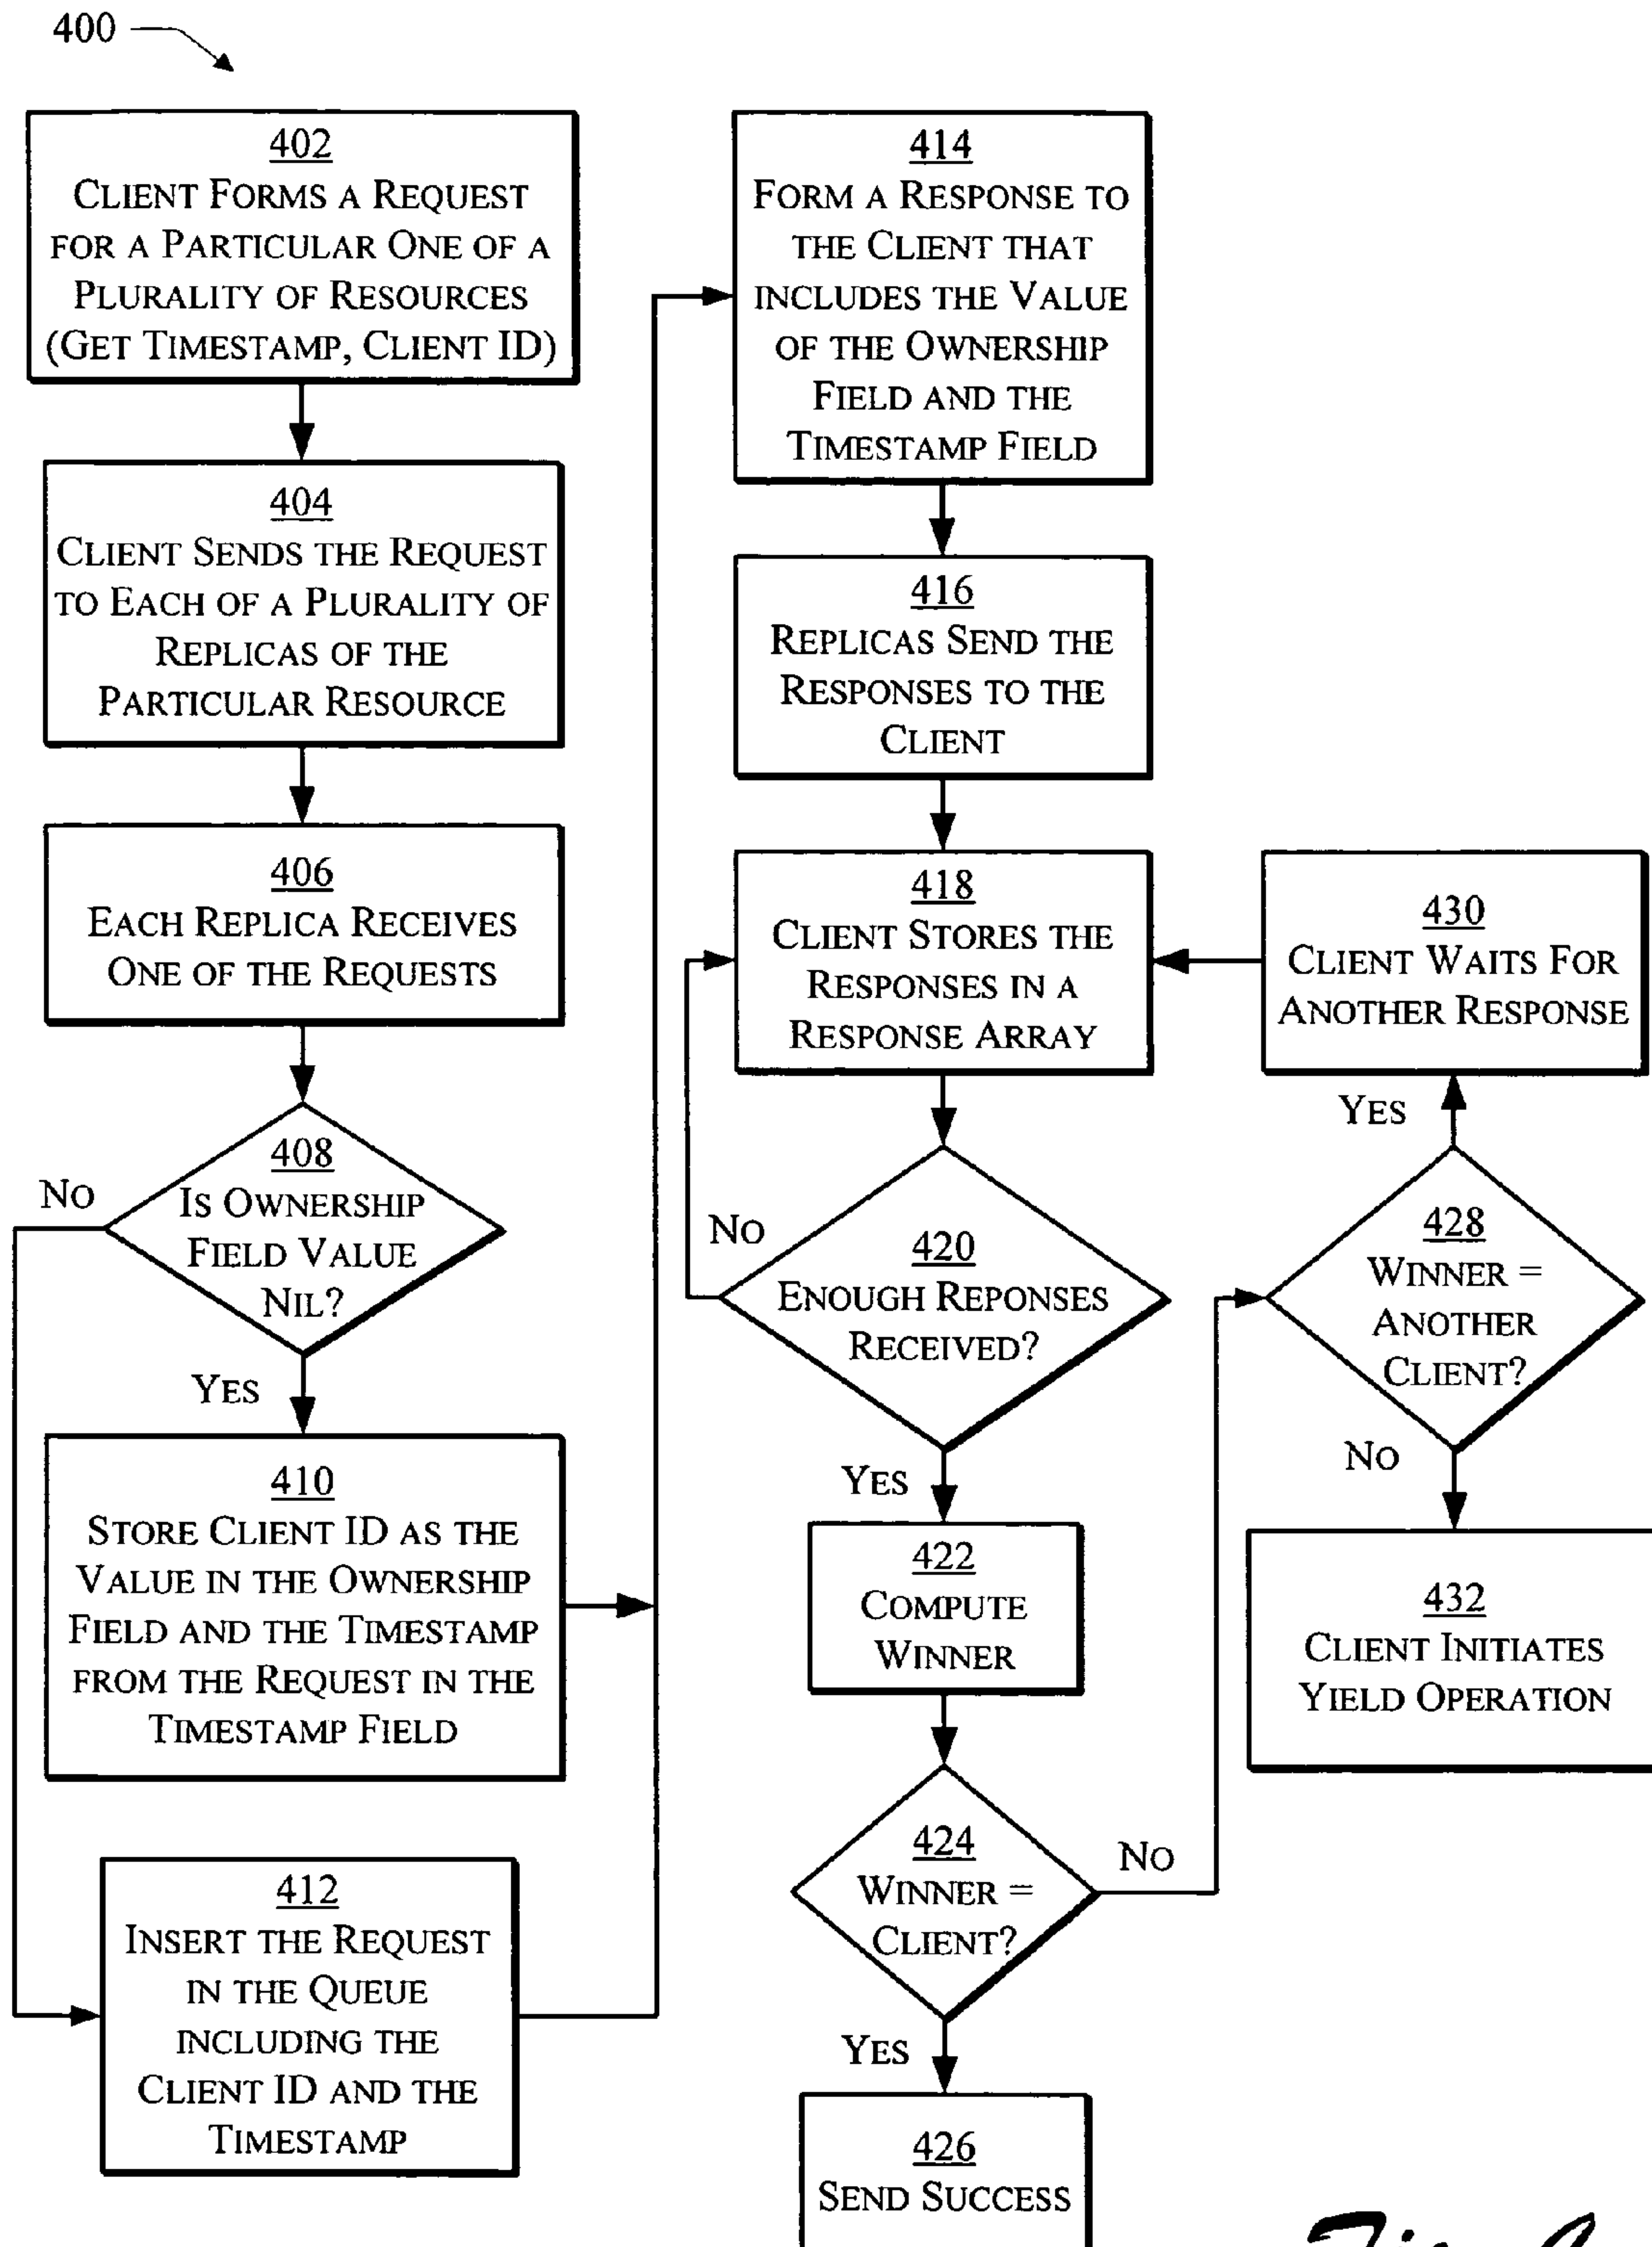 400
402
CLIENT FORMS A REQUEST
FOR A PARTICULAR ONE OF A
PLURALITY OF RESOURCES
(GET TIMESTAMP, CLIENT ID)
404
CLIENT SENDS THE REQUEST
TO EACH OF A PLURALITY OF
REPLICAS OF THE
PARTICULAR RESOURCE
406
EACH REPLICA RECEIVES
ONE OF THE REQUESTS
408
IS OWNERSHIP
FIELD VALUE
NIL?
NO
YES
410
STORE CLIENT ID AS THE
VALUE IN THE OWNERSHIP
FIELD AND THE TIMESTAMP
FROM THE REQUEST IN THE
TIMESTAMP FIELD
412
INSERT THE REQUEST
IN THE QUEUE
INCLUDING THE
CLIENT ID AND THE
TIMESTAMP
414
FORM A RESPONSE TO
THE CLIENT THAT
INCLUDES THE VALUE
OF THE OWNERSHIP
FIELD AND THE
TIMESTAMP FIELD
416
REPLICAS SEND THE
RESPONSES TO THE
CLIENT
418
CLIENT STORES THE
RESPONSES IN A
RESPONSE ARRAY
NO
420
ENOUGH REPONSES
RECEIVED?
YES
422
COMPUTE
WINNER
424
WINNER =
CLIENT?
NO
YES
426
SEND SUCCESS
430
CLIENT WAITS FOR
ANOTHER RESPONSE
YES
428
WINNER =
ANOTHER
CLIENT?
NO
432
CLIENT INITIATES
YIELD OPERATION